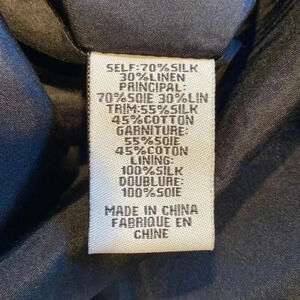 SELF:70%SILK
30%LINEN
PRINCIPAL:
70%SOIE 30%LIN
TRIM:55%SILK
45%COTTON
GARNITURE:
55%SOIE
45%COTON
LINING:
100%SILK
DOUBLURE:
100%SOIE
MADE IN CHINA
FABRIQUE EN
CHINE